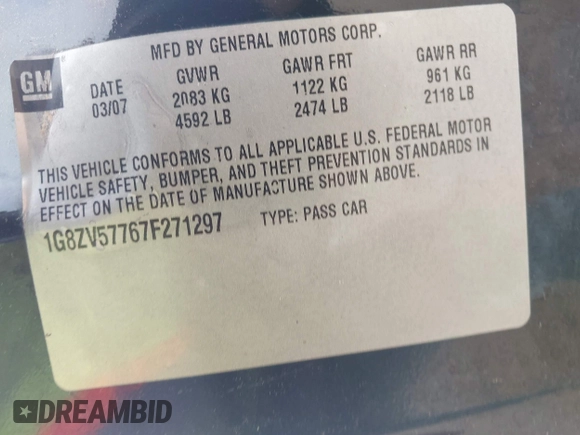 MFD BY GENERAL MOTORS CORP.
GM
DATE GVWR GAWR FRT GAWR RR
03/07 2083 KG 1122 KG 961 KG
4592 LB 2474 LB 2118 LB
THIS VEHICLE CONFORMS TO ALL APPLICABLE U.S. FEDERAL MOTOR
VEHICLE SAFETY, BUMPER, AND THEFT PREVENTION STANDARDS IN
EFFECT ON THE DATE OF MANUFACTURE SHOWN ABOVE.
1G8ZV57767F271297 TYPE: PASS CAR
DREAMBID